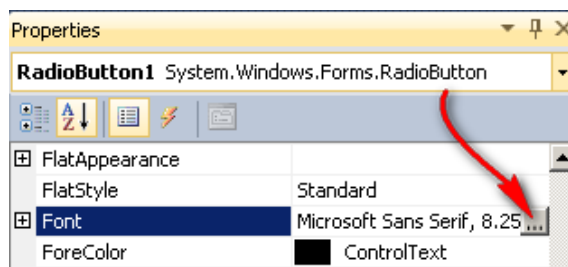 Properties
RadioButton1 System.Windows.Forms.RadioButton
A Z
FlatAppearance
FlatStyle Standard
Font Microsoft Sans Serif, 8.25 ...
ForeColor ControlText